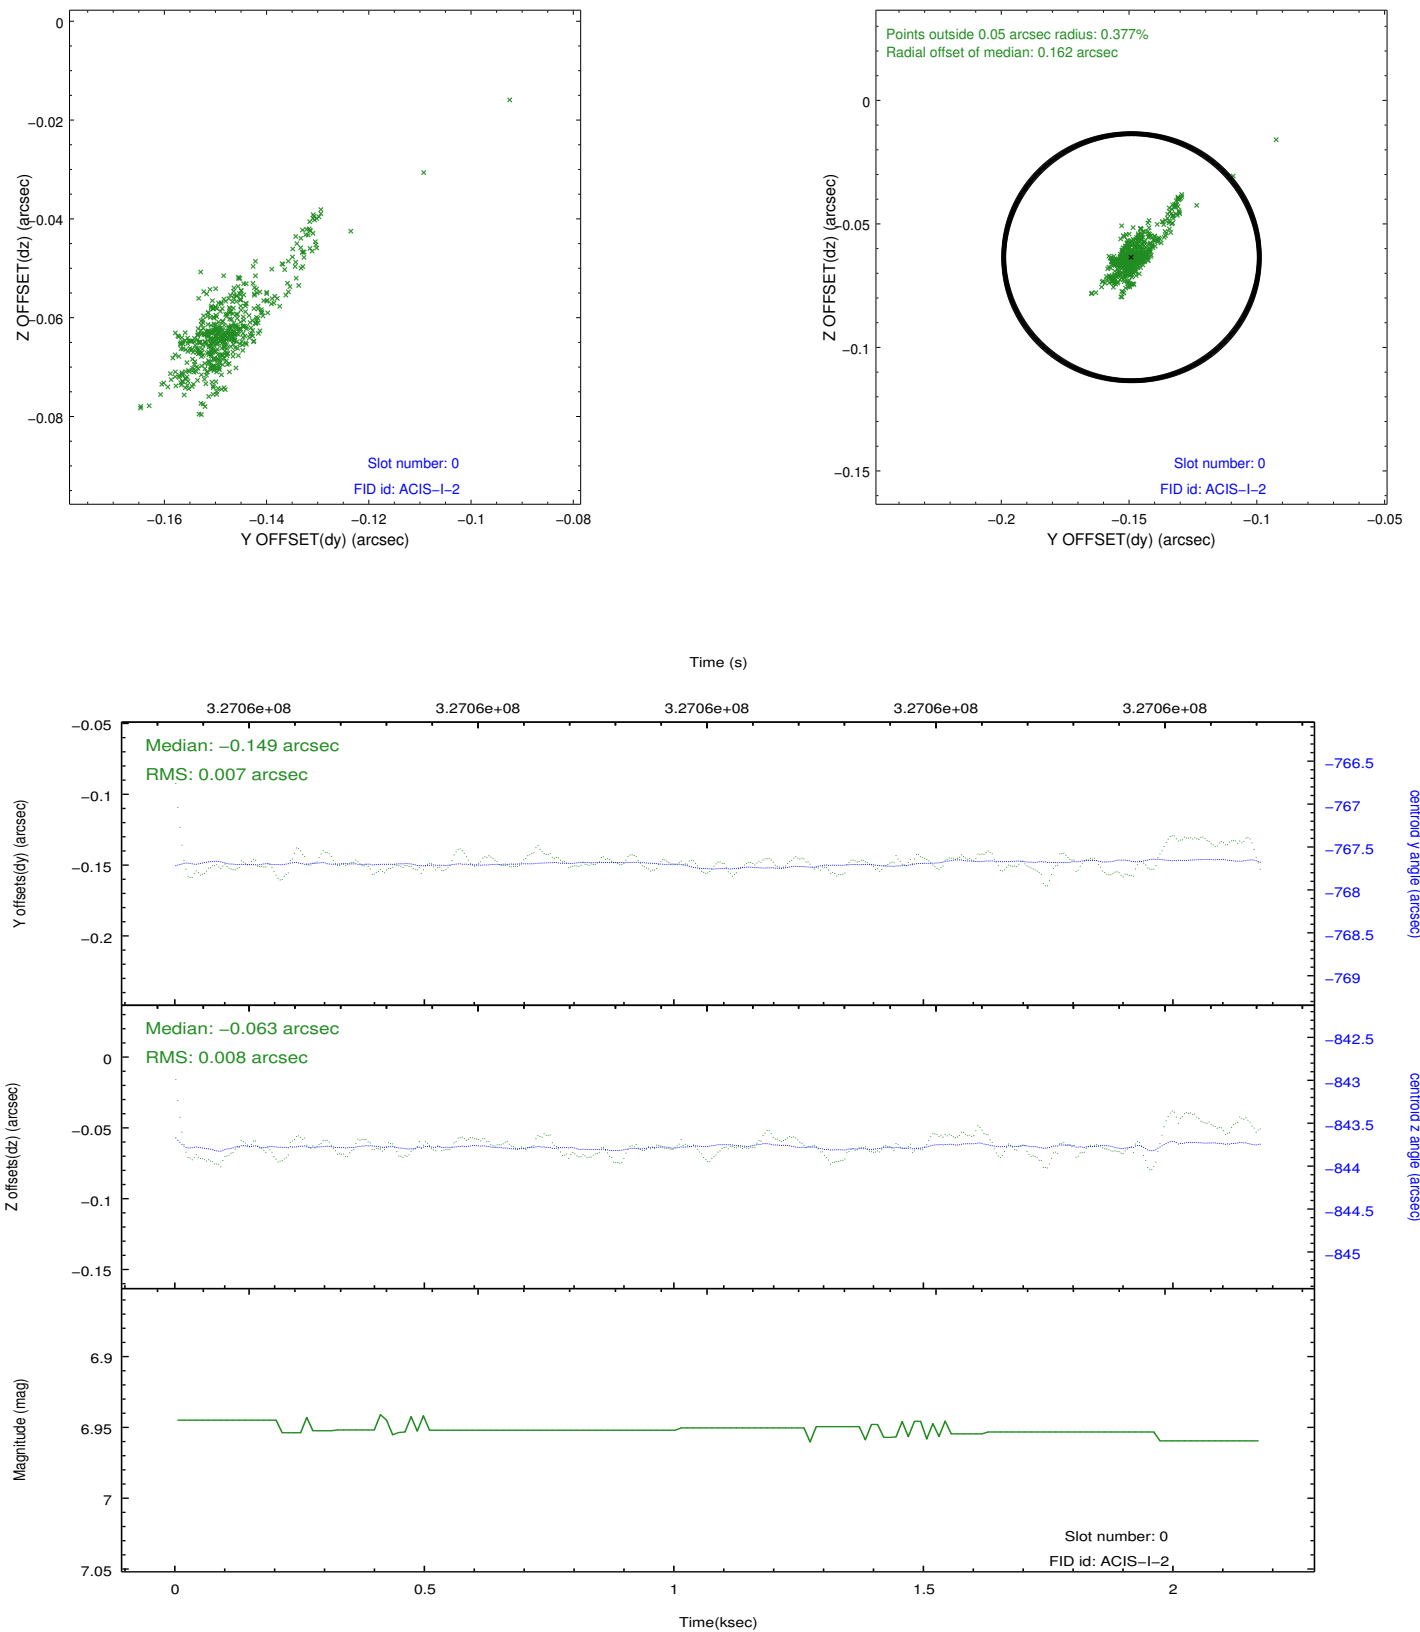 0
−0.02
−0.04
−0.06
−0.08
Z OFFSET(dz) (arcsec)
Slot number: 0
FID id: ACIS−I−2
−0.16
−0.14
−0.12
−0.1
−0.08
Y OFFSET(dy) (arcsec)
Points outside 0.05 arcsec radius: 0.377%
Radial offset of median: 0.162 arcsec
0
−0.05
−0.1
−0.15
Z OFFSET(dz) (arcsec)
Slot number: 0
FID id: ACIS−I−2
−0.2
−0.15
−0.1
−0.05
Y OFFSET(dy) (arcsec)
Time (s)
3.2706e+08
3.2706e+08
3.2706e+08
3.2706e+08
3.2706e+08
Median: −0.149 arcsec
RMS: 0.007 arcsec
−0.05
−0.1
−0.15
−0.2
Y offsets(dy) (arcsec)
−766.5
−767
−767.5
−768
−768.5
−769
centroid y angle (arcsec)
Median: −0.063 arcsec
RMS: 0.008 arcsec
0
−0.05
−0.1
−0.15
Z offsets(dz) (arcsec)
−842.5
−843
−843.5
−844
−844.5
−845
centroid z angle (arcsec)
6.9
6.95
7
7.05
Magnitude (mag)
Slot number: 0
FID id: ACIS−I−2
0
0.5
1
1.5
2
Time(ksec)